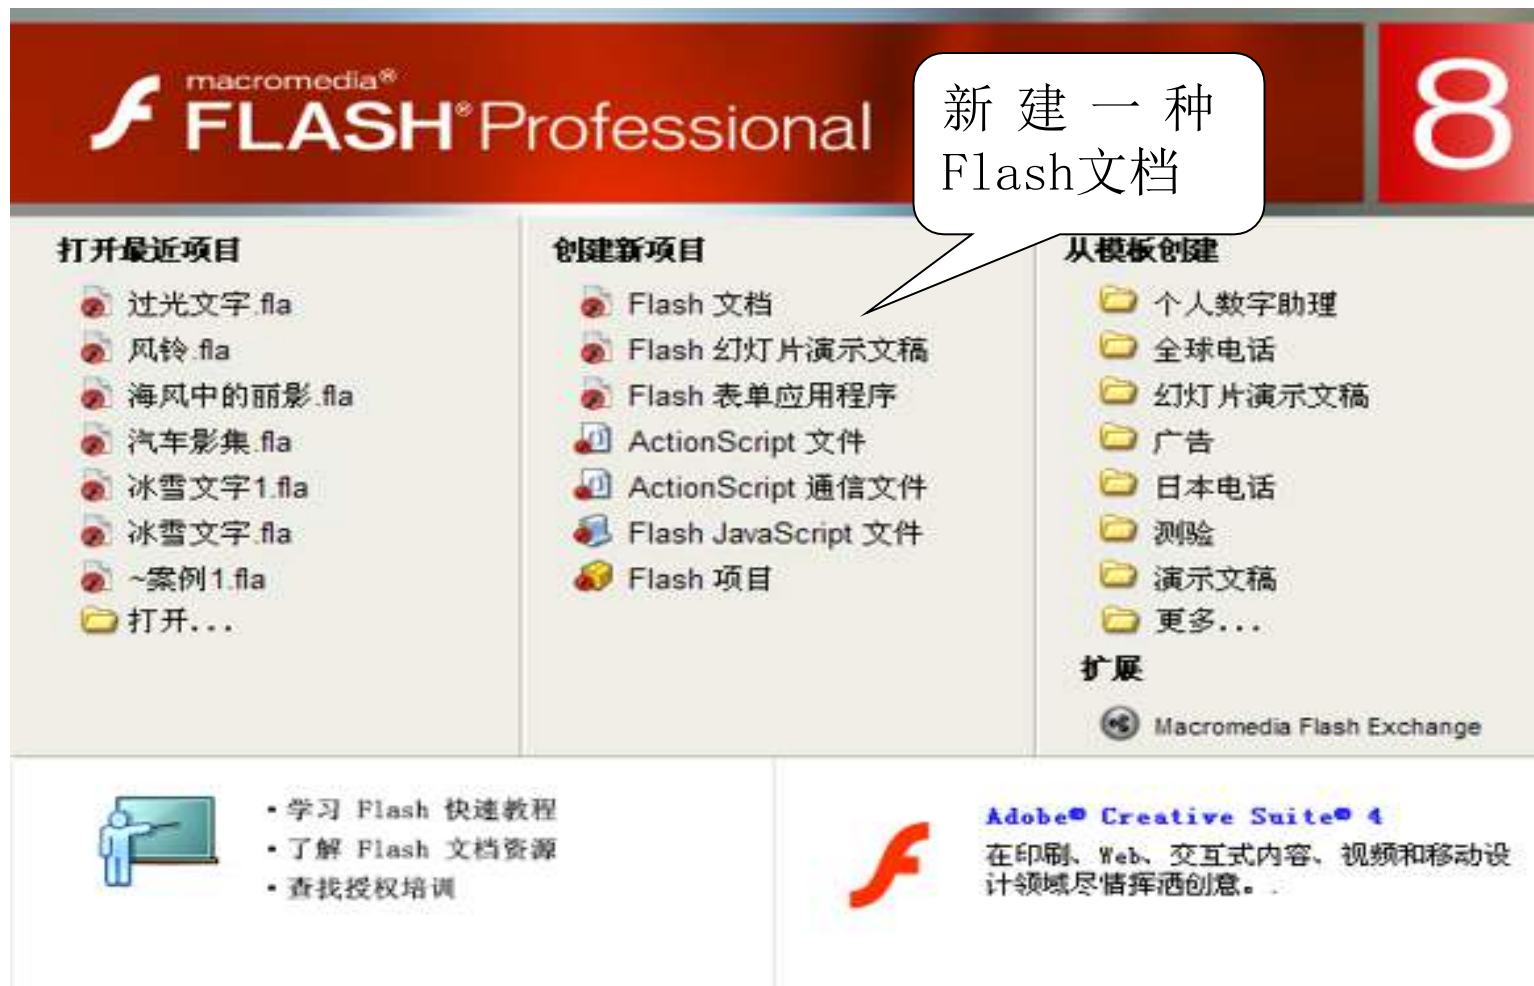 macromedia®
FLASH® Professional
8
新建一种
Flash文档
打开最近项目
过光文字.fla
风铃.fla
海风中的丽影.fla
汽车影集.fla
冰雪文字1.fla
冰雪文字.fla
~案例1.fla
打开...
创建新项目
Flash 文档
Flash 幻灯片演示文稿
Flash 表单应用程序
ActionScript 文件
ActionScript 通信文件
Flash JavaScript 文件
Flash 项目
从模板创建
个人数字助理
全球电话
幻灯片演示文稿
广告
日本电话
测验
演示文稿
更多...
扩展
Macromedia Flash Exchange
·学习 Flash 快速教程
·了解 Flash 文档资源
·查找授权培训
Adobe® Creative Suite® 4
在印刷、Web、交互式内容、视频和移动设
计领域尽情挥洒创意。.